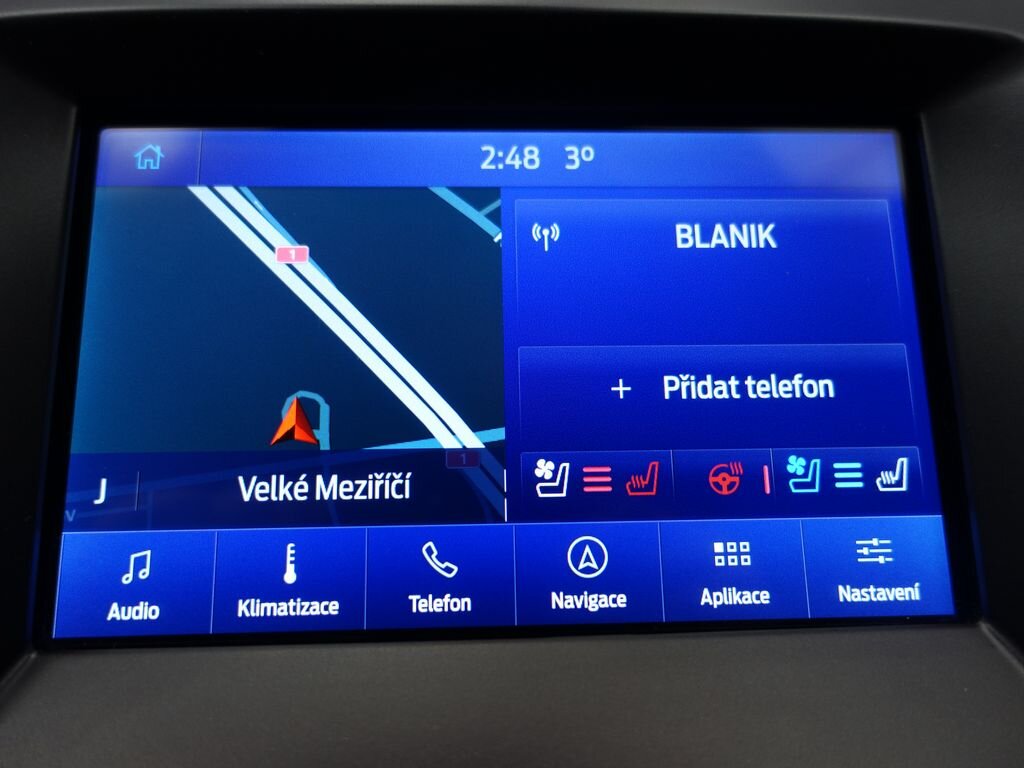 2:48 3°
1
BLANIK
+ Přidat telefon
1
J Velké Meziříčí
V
Audio
Klimatizace
Telefon
Navigace
Aplikace
Nastavení